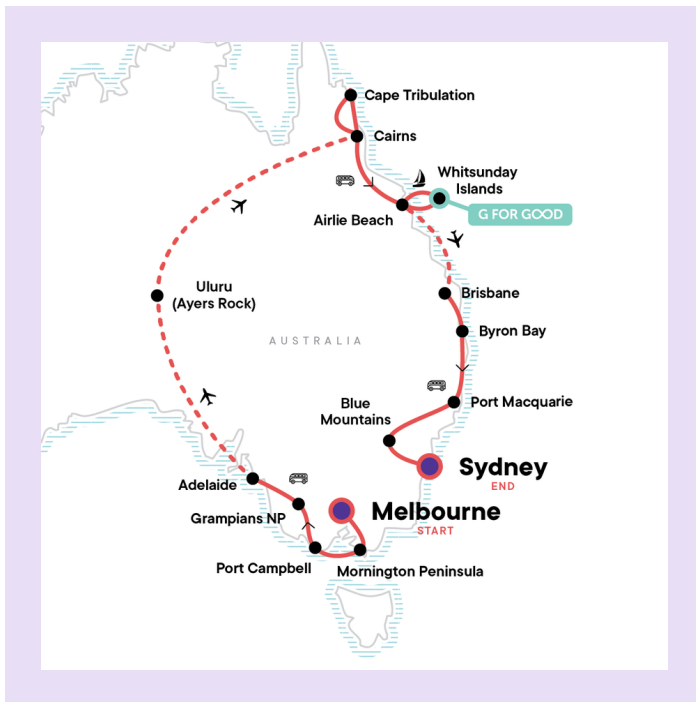 Cape Tribulation
Cairns
Whitsunday
Islands
G FOR GOOD
Airlie Beach
Uluru
(Ayers Rock)
Brisbane
Byron Bay
AUSTRALIA
Port Macquarie
Blue
Mountains
Sydney
END
Adelaide
Grampians NP
Melbourne
START
Port Campbell
Mornington Peninsula